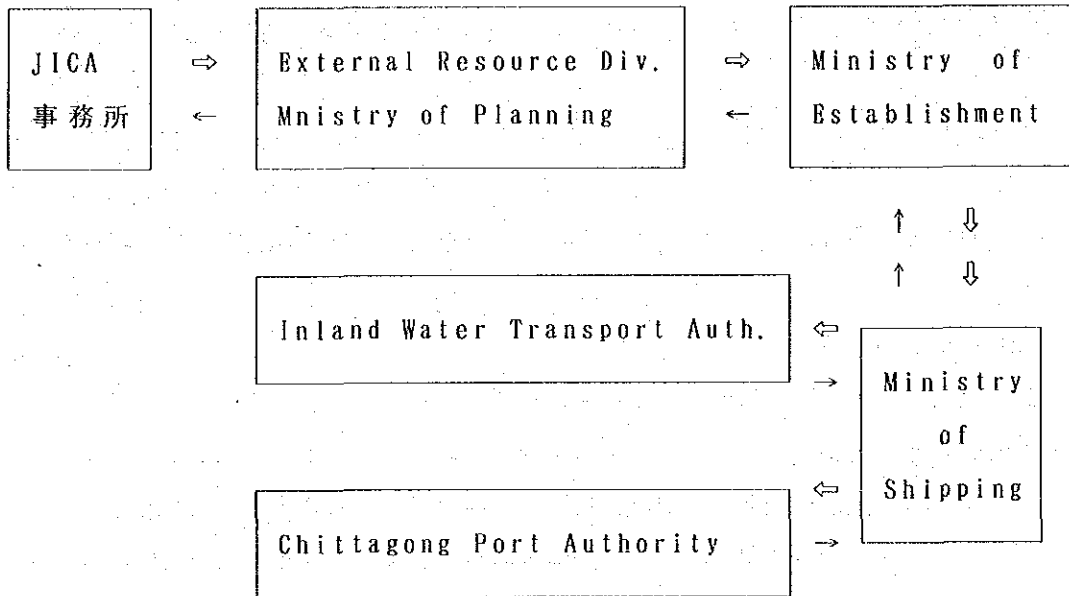 JICA
事務所
⇨
←
External Resource Div.
Mnistry of Planning
⇨
←
Ministry of
Establishment
↑ ⇩
↑ ⇩
Inland Water Transport Auth.
⇦
→
Ministry
of
Shipping
Chittagong Port Authority
⇦
→